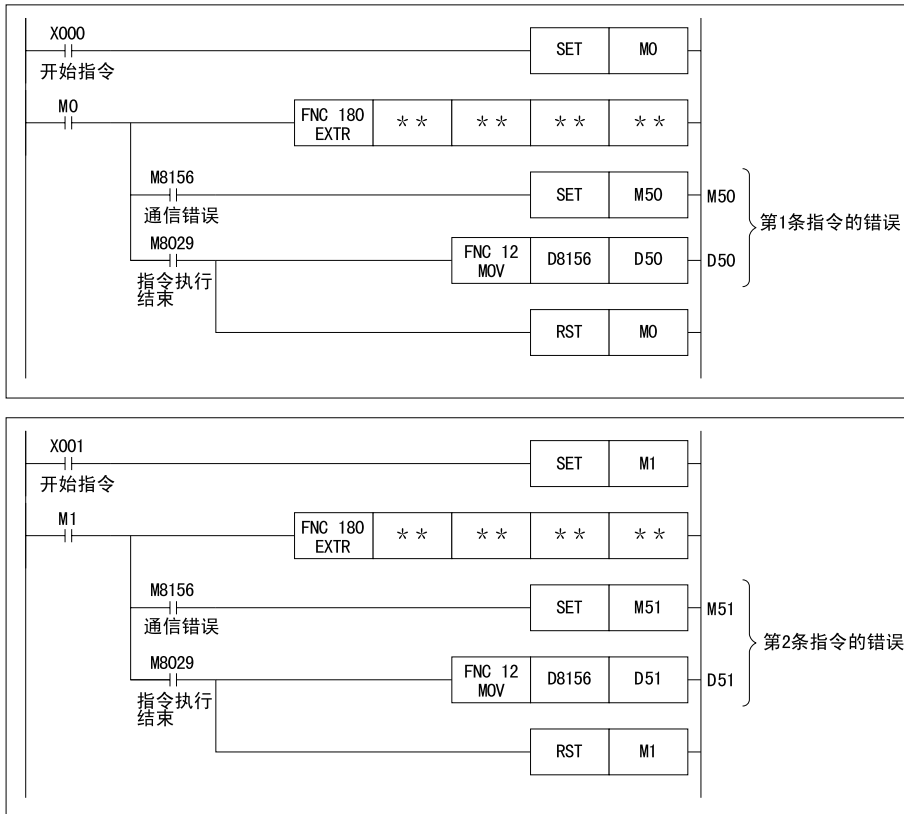 X000
开始指令
SET M0
M0
FNC 180
EXTR
** ** ** **
M8156
通信错误
SET M50
M50
M8029
指令执行
结束
FNC 12
MOV
D8156 D50
D50
第1条指令的错误
RST M0
X001
开始指令
SET M1
M1
FNC 180
EXTR
** ** ** **
M8156
通信错误
SET M51
M51
M8029
指令执行
结束
FNC 12
MOV
D8156 D51
D51
第2条指令的错误
RST M1